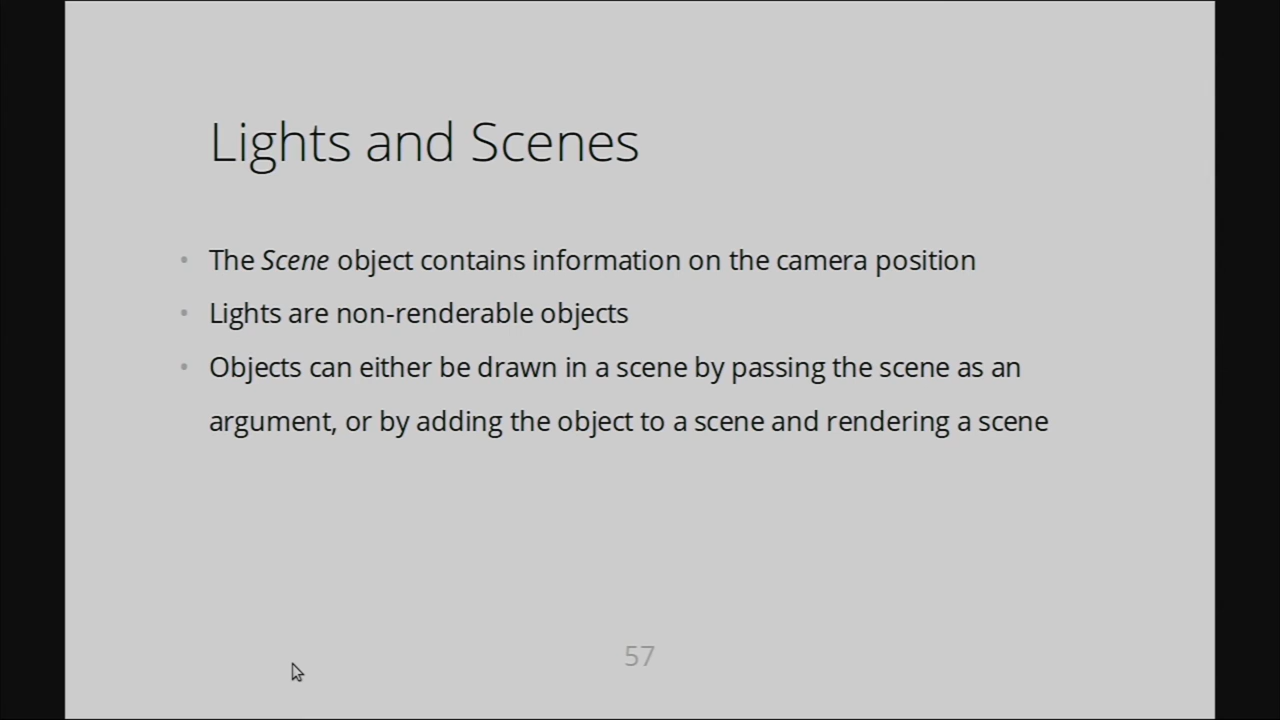 Lights and Scenes
• The Scene object contains information on the camera position
• Lights are non-renderable objects
• Objects can either be drawn in a scene by passing the scene as an
argument, or by adding the object to a scene and rendering a scene
57